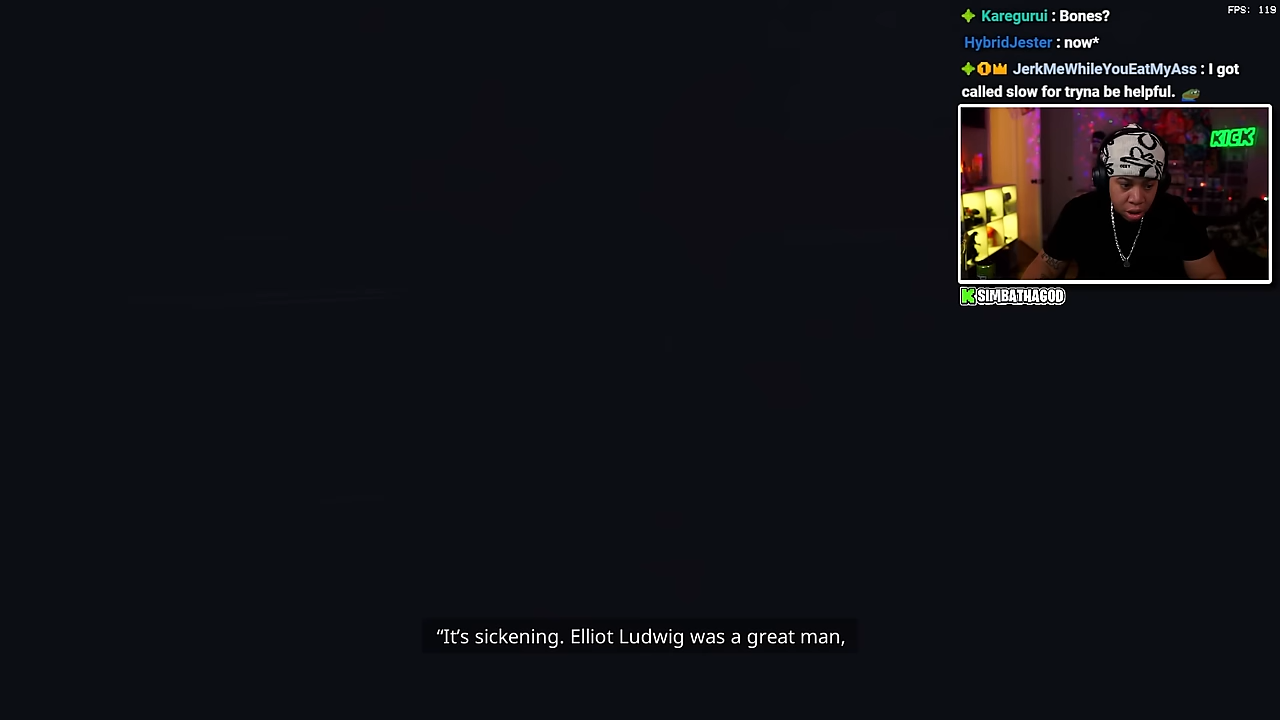 FPS: 119
Karegurui : Bones?
HybridJester : now*
1 JerkMeWhileYouEatMyAss : I got
called slow for tryna be helpful.
KICK
K SIMBATHAGOD
“It’s sickening. Elliot Ludwig was a great man,